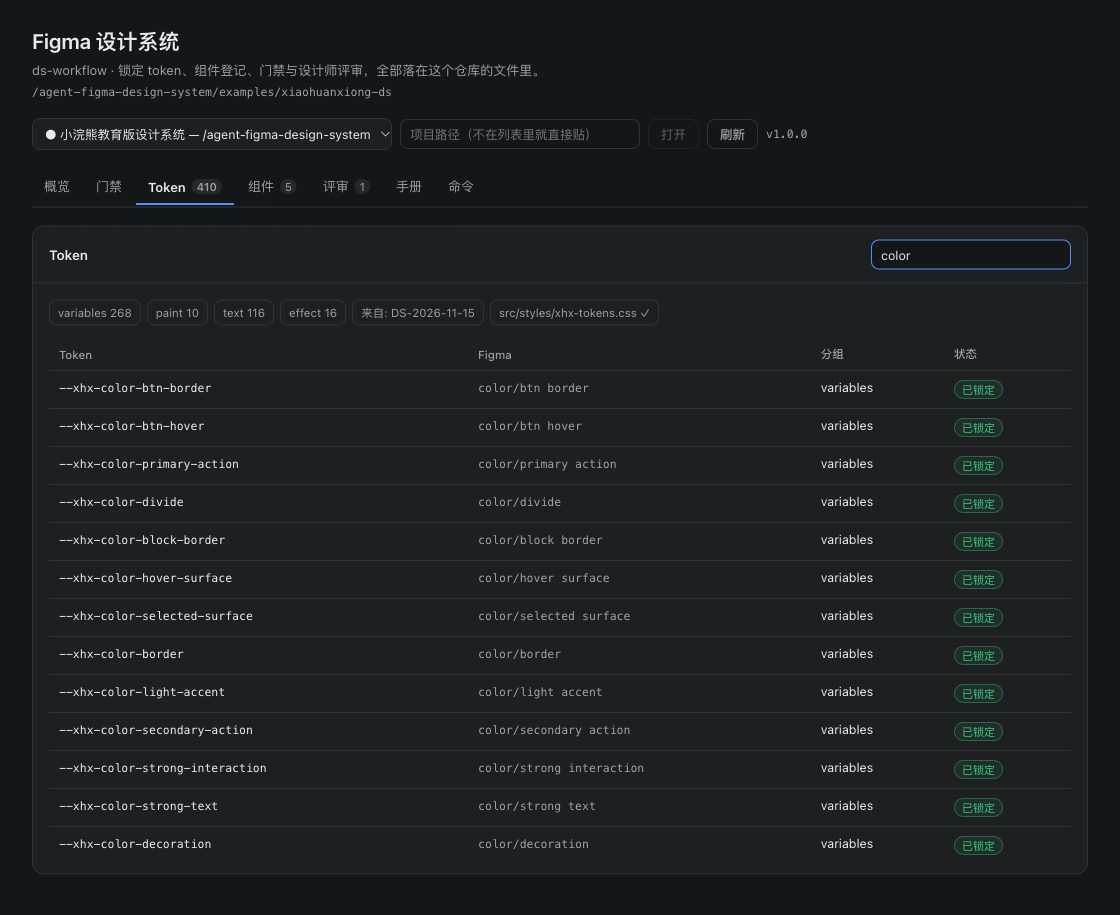 Figma 设计系统
ds-workflow · 锁定 token、组件登记、门禁与设计师评审，全部落在这个仓库的文件里。
/agent-figma-design-system/examples/xiaohuanxiong-ds
小浣熊教育版设计系统 — /agent-figma-design-system 项目路径（不在列表里就直接贴） 打开 刷新 v1.0.0
概览 门禁 Token 410 组件 5 评审 1 手册 命令
Token color
variables 268 paint 10 text 116 effect 16 来自: DS-2026-11-15 src/styles/xhx-tokens.css ✓
Token Figma 分组 状态
--xhx-color-btn-border color/btn border variables 已锁定
--xhx-color-btn-hover color/btn hover variables 已锁定
--xhx-color-primary-action color/primary action variables 已锁定
--xhx-color-divide color/divide variables 已锁定
--xhx-color-block-border color/block border variables 已锁定
--xhx-color-hover-surface color/hover surface variables 已锁定
--xhx-color-selected-surface color/selected surface variables 已锁定
--xhx-color-border color/border variables 已锁定
--xhx-color-light-accent color/light accent variables 已锁定
--xhx-color-secondary-action color/secondary action variables 已锁定
--xhx-color-strong-interaction color/strong interaction variables 已锁定
--xhx-color-strong-text color/strong text variables 已锁定
--xhx-color-decoration color/decoration variables 已锁定